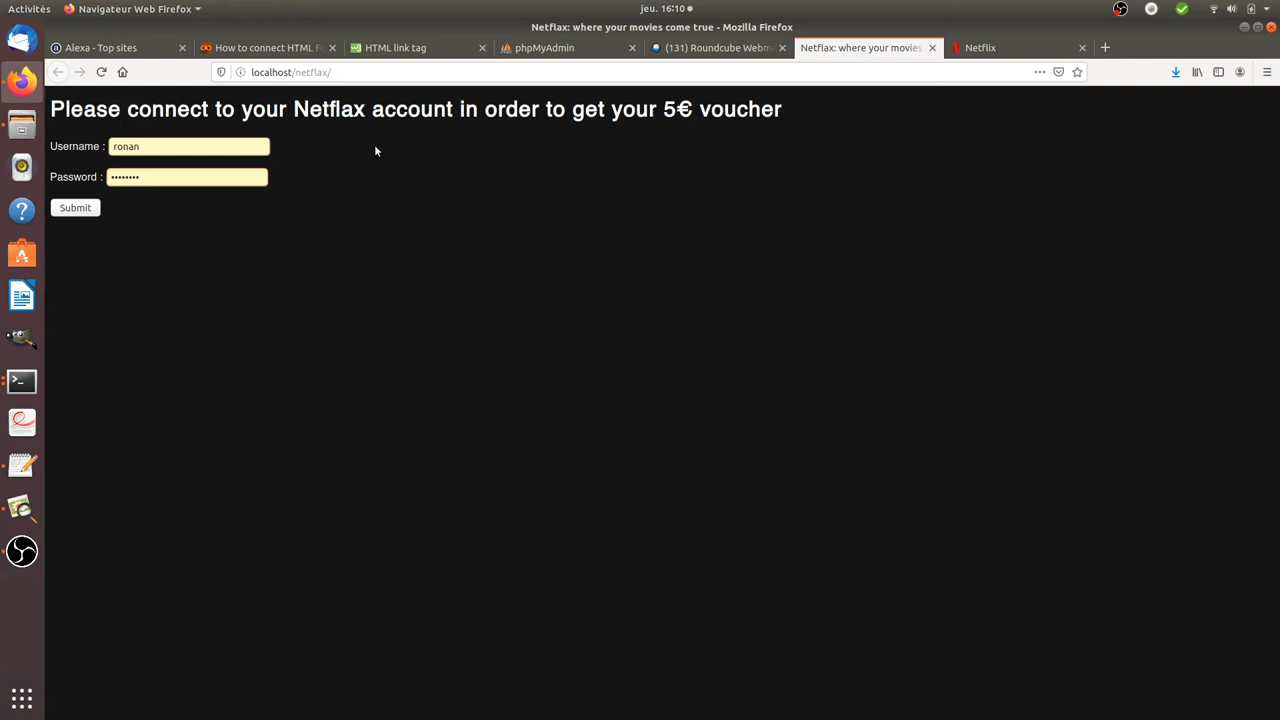 Activités Navigateur Web Firefox jeu. 16:10
Netflax: where your movies come true - Mozilla Firefox
Alexa - Top sites How to connect HTML F HTML link tag phpMyAdmin (131) Roundcube Webm Netflax: where your movies Netflix
localhost/netflax/
Please connect to your Netflax account in order to get your 5€ voucher
Username : ronan
Password : ••••••••
Submit